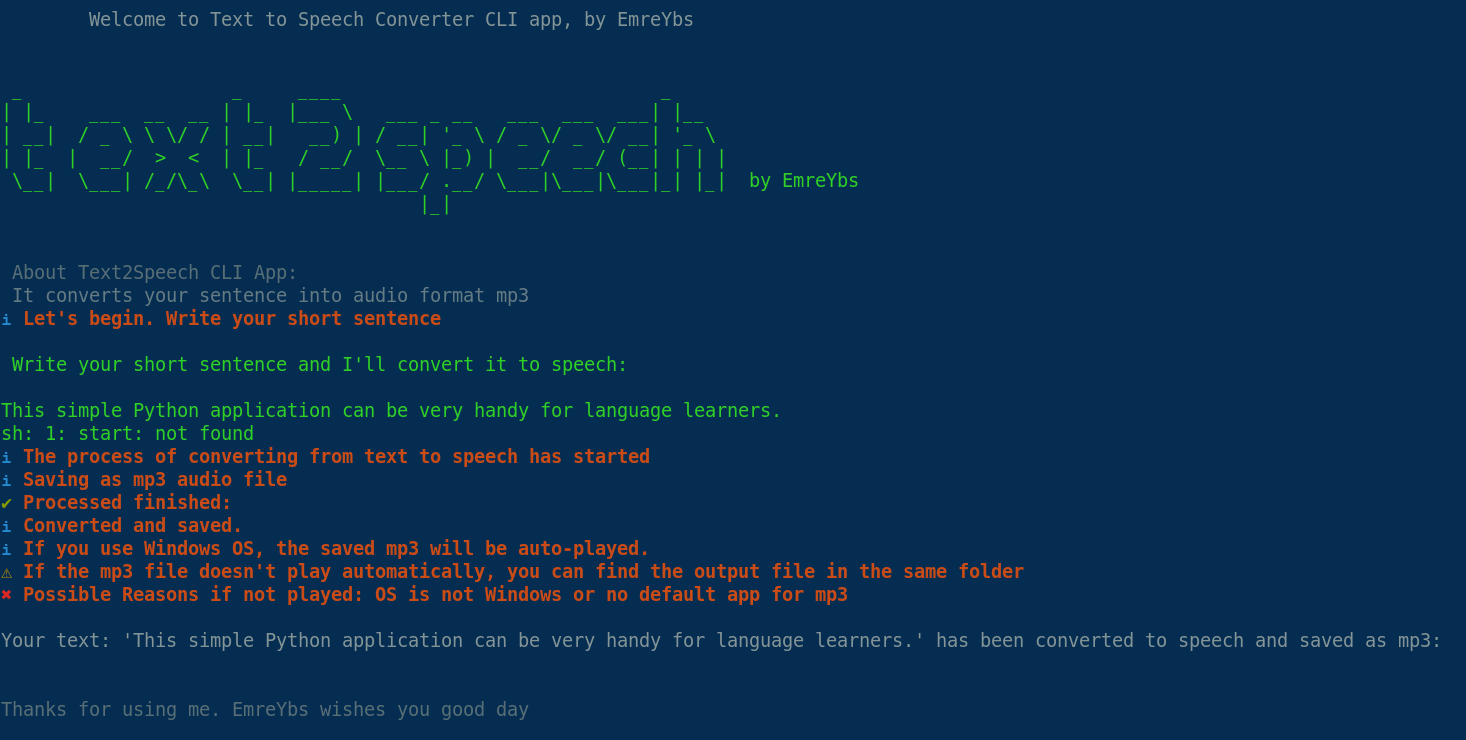 Welcome to Text to Speech Converter CLI app, by EmreYbs
text2speech by EmreYbs
About Text2Speech CLI App:
It converts your sentence into audio format mp3
i Let's begin. Write your short sentence
Write your short sentence and I'll convert it to speech:
This simple Python application can be very handy for language learners.
sh: 1: start: not found
i The process of converting from text to speech has started
i Saving as mp3 audio file
✔ Processed finished:
i Converted and saved.
i If you use Windows OS, the saved mp3 will be auto-played.
⚠ If the mp3 file doesn't play automatically, you can find the output file in the same folder
✖ Possible Reasons if not played: OS is not Windows or no default app for mp3
Your text: 'This simple Python application can be very handy for language learners.' has been converted to speech and saved as mp3:
Thanks for using me. EmreYbs wishes you good day